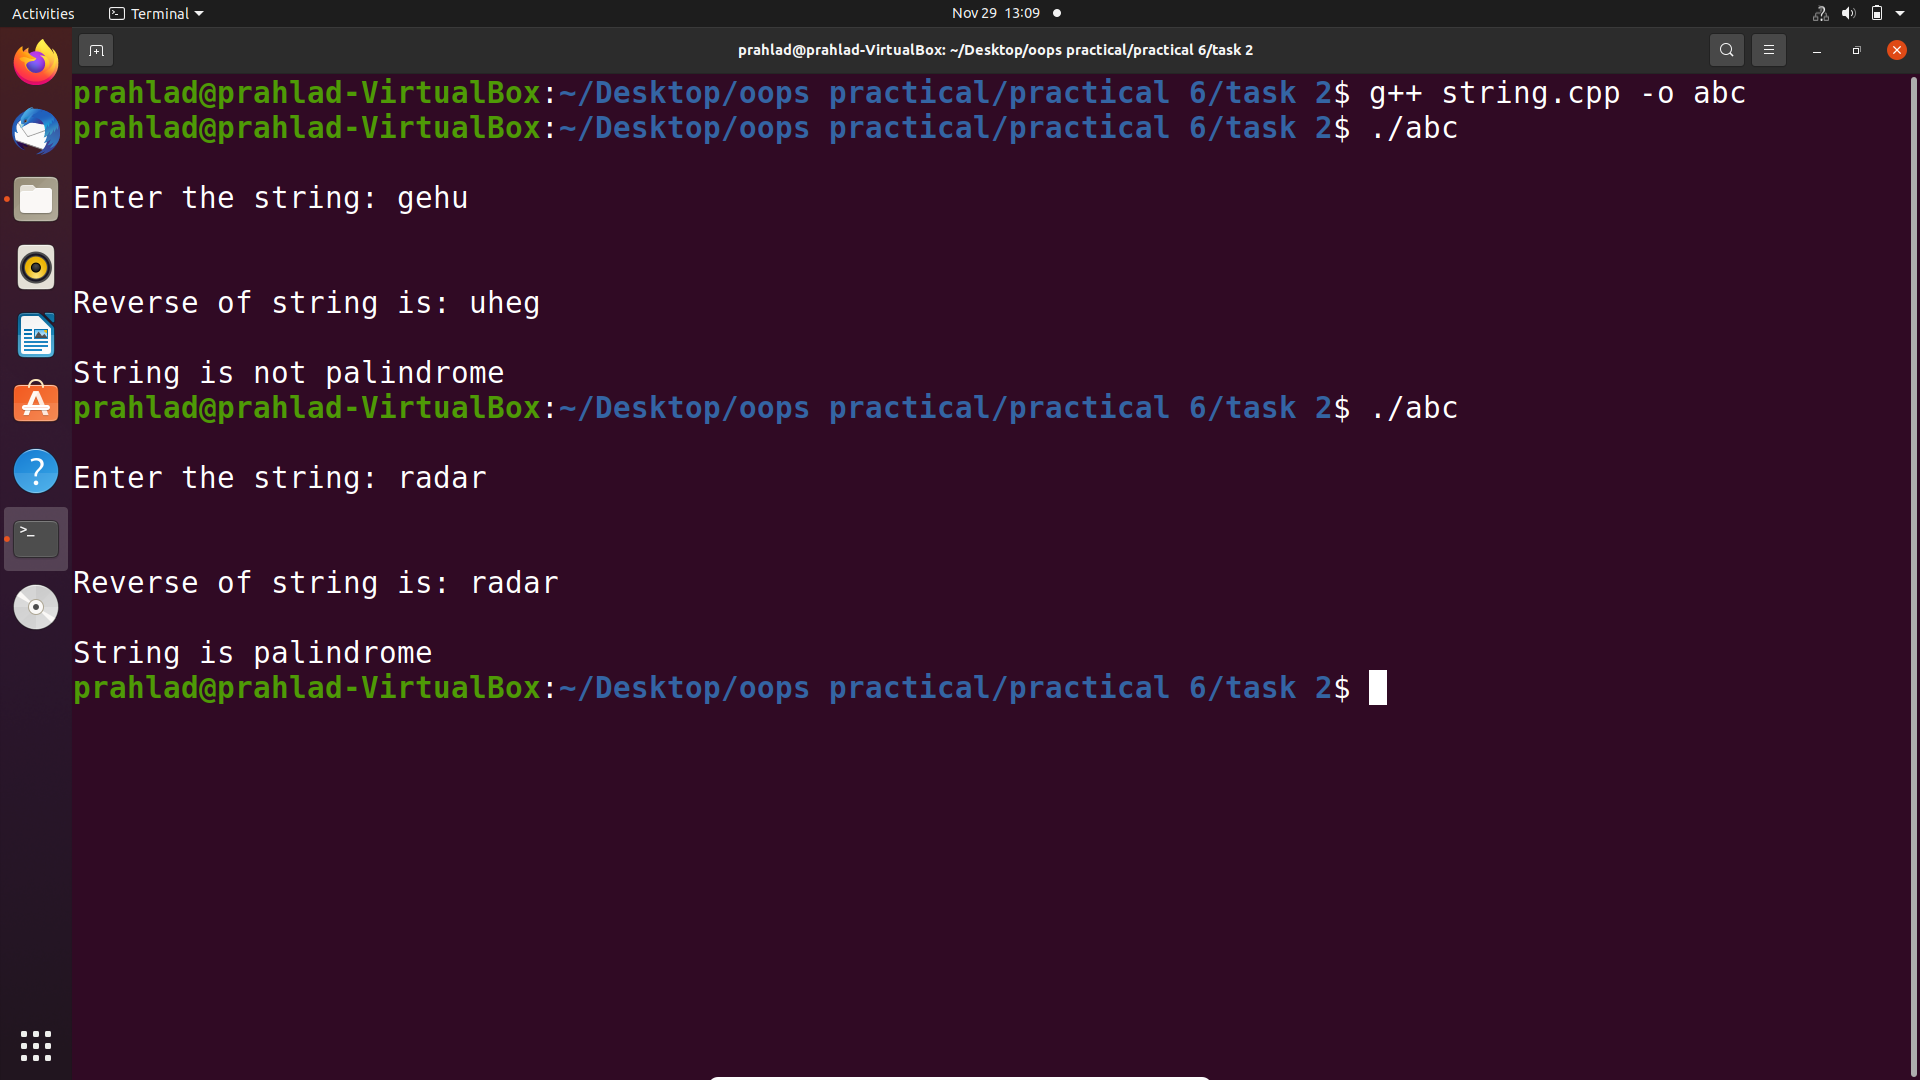 Activities
Terminal
Nov 29 13:09
prahlad@prahlad-VirtualBox: ~/Desktop/oops practical/practical 6/task 2
prahlad@prahlad-VirtualBox:~/Desktop/oops practical/practical 6/task 2$ g++ string.cpp -o abc
prahlad@prahlad-VirtualBox:~/Desktop/oops practical/practical 6/task 2$ ./abc
Enter the string: gehu
Reverse of string is: uheg
String is not palindrome
prahlad@prahlad-VirtualBox:~/Desktop/oops practical/practical 6/task 2$ ./abc
Enter the string: radar
Reverse of string is: radar
String is palindrome
prahlad@prahlad-VirtualBox:~/Desktop/oops practical/practical 6/task 2$